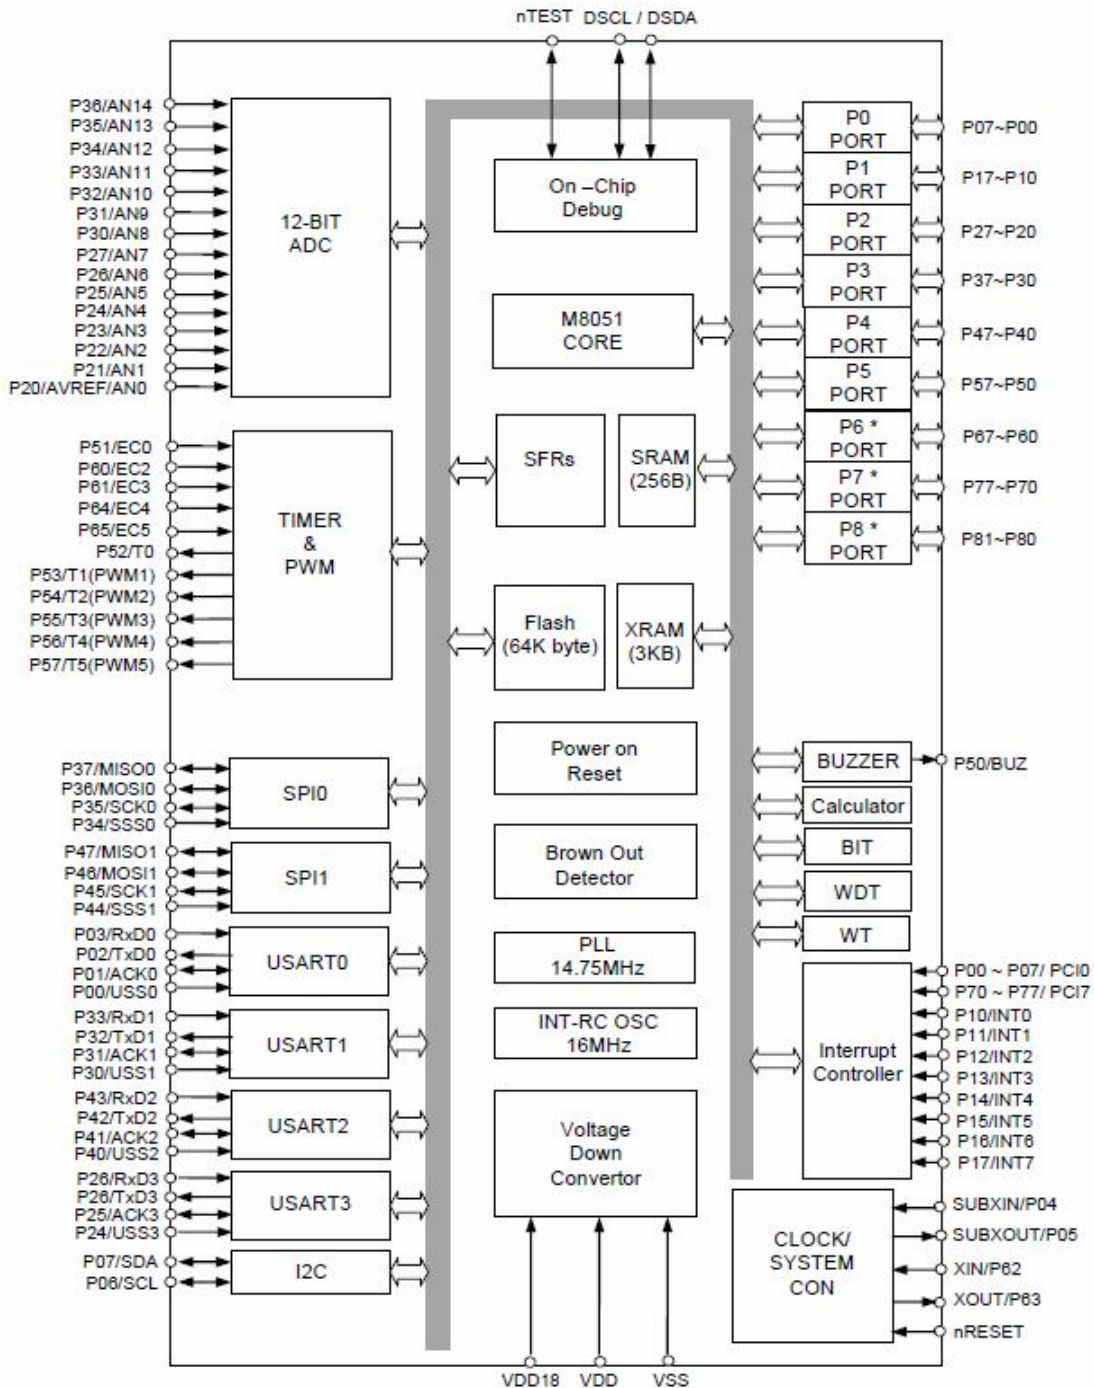 nTEST DSCL / DSDA
P36/AN14
P35/AN13
P34/AN12
P33/AN11
P32/AN10
P31/AN9
P30/AN8
P27/AN7
P26/AN6
P25/AN5
P24/AN4
P23/AN3
P22/AN2
P21/AN1
P20/AVREF/AN0
12-BIT
ADC
P51/EC0
P60/EC2
P61/EC3
P64/EC4
P65/EC5
P52/T0
P53/T1(PWM1)
P54/T2(PWM2)
P55/T3(PWM3)
P56/T4(PWM4)
P57/T5(PWM5)
TIMER
&
PWM
P37/MISO0
P36/MOSI0
P35/SCK0
P34/SSS0
SPI0
P47/MISO1
P46/MOSI1
P45/SCK1
P44/SSS1
SPI1
P03/RxD0
P02/TxD0
P01/ACK0
P00/USS0
USART0
P33/RxD1
P32/TxD1
P31/ACK1
P30/USS1
USART1
P43/RxD2
P42/TxD2
P41/ACK2
P40/USS2
USART2
P26/RxD3
P26/TxD3
P25/ACK3
P24/USS3
USART3
P07/SDA
P06/SCL
I2C
On –Chip
Debug
M8051
CORE
SFRs
SRAM
(256B)
Flash
(64K byte)
XRAM
(3KB)
Power on
Reset
Brown Out
Detector
PLL
14.75MHz
INT-RC OSC
16MHz
Voltage
Down
Convertor
VDD18 VDD VSS
P0
PORT
P07~P00
P1
PORT
P17~P10
P2
PORT
P27~P20
P3
PORT
P37~P30
P4
PORT
P47~P40
P5
PORT
P57~P50
P6 *
PORT
P67~P60
P7 *
PORT
P77~P70
P8 *
PORT
P81~P80
BUZZER
P50/BUZ
Calculator
BIT
WDT
WT
Interrupt
Controller
P00 ~ P07/ PCI0
P70 ~ P77/ PCI7
P10/INT0
P11/INT1
P12/INT2
P13/INT3
P14/INT4
P15/INT5
P16/INT6
P17/INT7
CLOCK/
SYSTEM
CON
SUBXIN/P04
SUBXOUT/P05
XIN/P62
XOUT/P63
nRESET